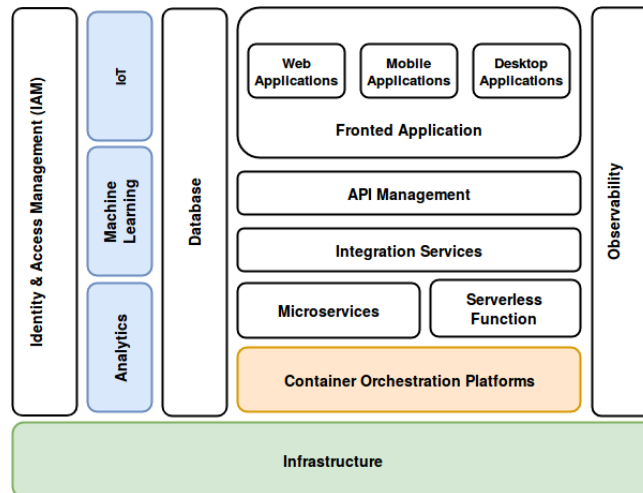 Identity & Access Management (IAM)
IoT
Machine
Learning
Analytics
Database
Web
Applications
Mobile
Applications
Desktop
Applications
Fronted Application
API Management
Integration Services
Microservices
Serverless
Function
Container Orchestration Platforms
Observability
Infrastructure